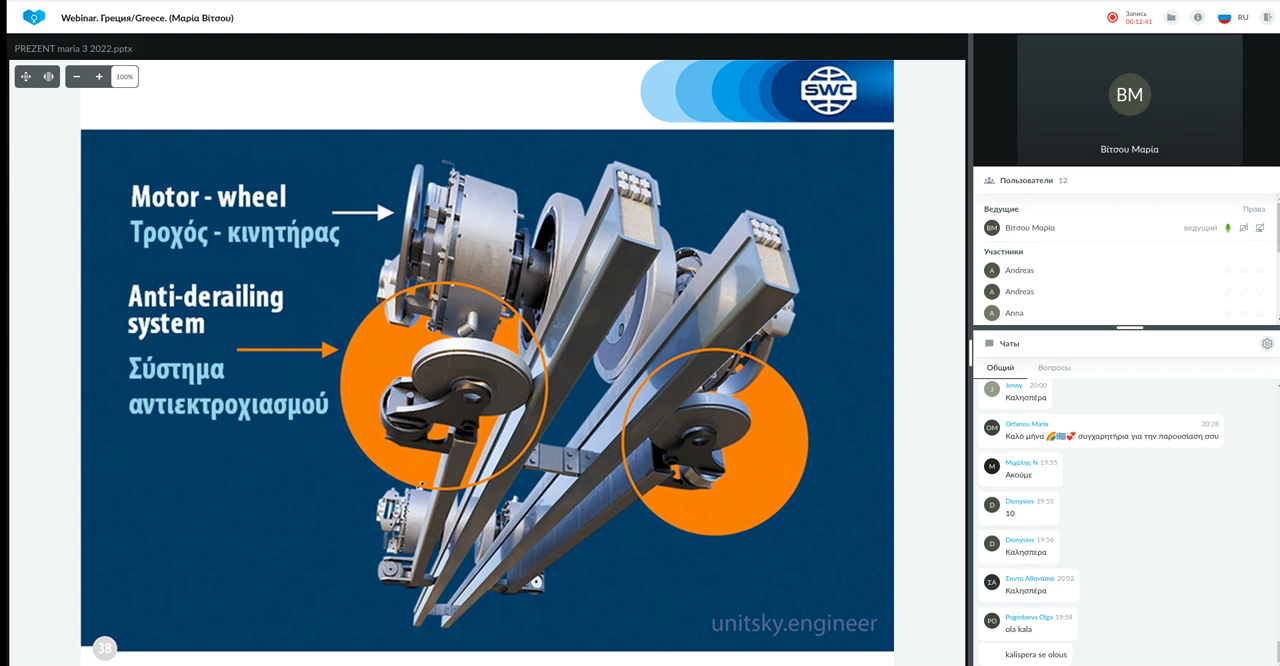 Webinar. Греция/Greece. (Μαρία Βίτσου)
Запись
00:12:41
RU
PREZENT maria 3 2022.pptx
100%
SWC
Motor - wheel
Τροχός - κινητήρας
Anti-derailing
system
Σύστημα
αντιεκτροχιασμού
unitsky.engineer
38
BM
Βίτσου Μαρία
Пользователи 12
Ведущие Права
BM Βίτσου Μαρία ведущий
Участники
A Andreas
A Andreas
A Anna
Чаты
Общий Вопросы
J Jenny 20:00
Καλησπέρα
OM Orfanou Maria 20:28
Καλό μήνα 🌈🇬🇷💞 συγχαρητήρια για την παρουσίαση σου
M Μιχάλης Ν 19:55
Ακούμε
D Dionysios 19:55
10
D Dionysios 19:56
Καλησπερα
ΣΑ Σαντα Αθανάσια 20:02
Καλησπέρα
PO Pogodaeva Olga 19:58
ola kala
kalispera se olous